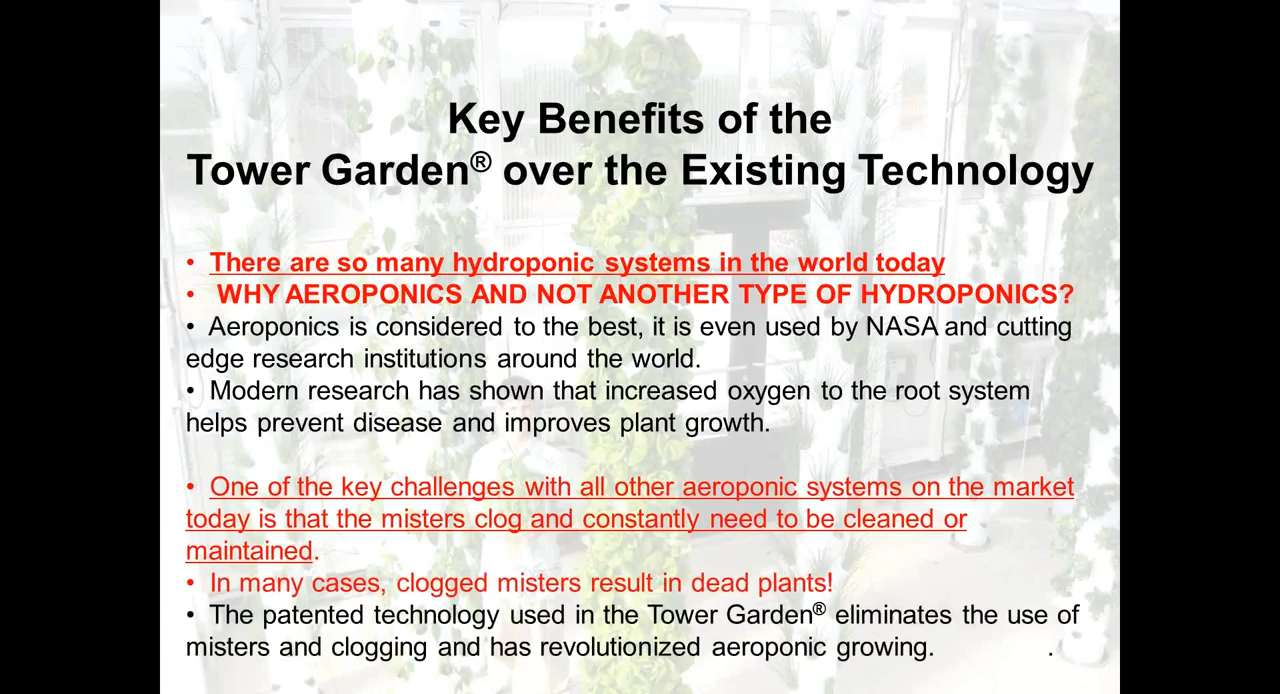 Key Benefits of the
Tower Garden® over the Existing Technology
• There are so many hydroponic systems in the world today
• WHY AEROPONICS AND NOT ANOTHER TYPE OF HYDROPONICS?
• Aeroponics is considered to the best, it is even used by NASA and cutting
edge research institutions around the world.
• Modern research has shown that increased oxygen to the root system
helps prevent disease and improves plant growth.
• One of the key challenges with all other aeroponic systems on the market
today is that the misters clog and constantly need to be cleaned or
maintained.
• In many cases, clogged misters result in dead plants!
• The patented technology used in the Tower Garden® eliminates the use of
misters and clogging and has revolutionized aeroponic growing. .